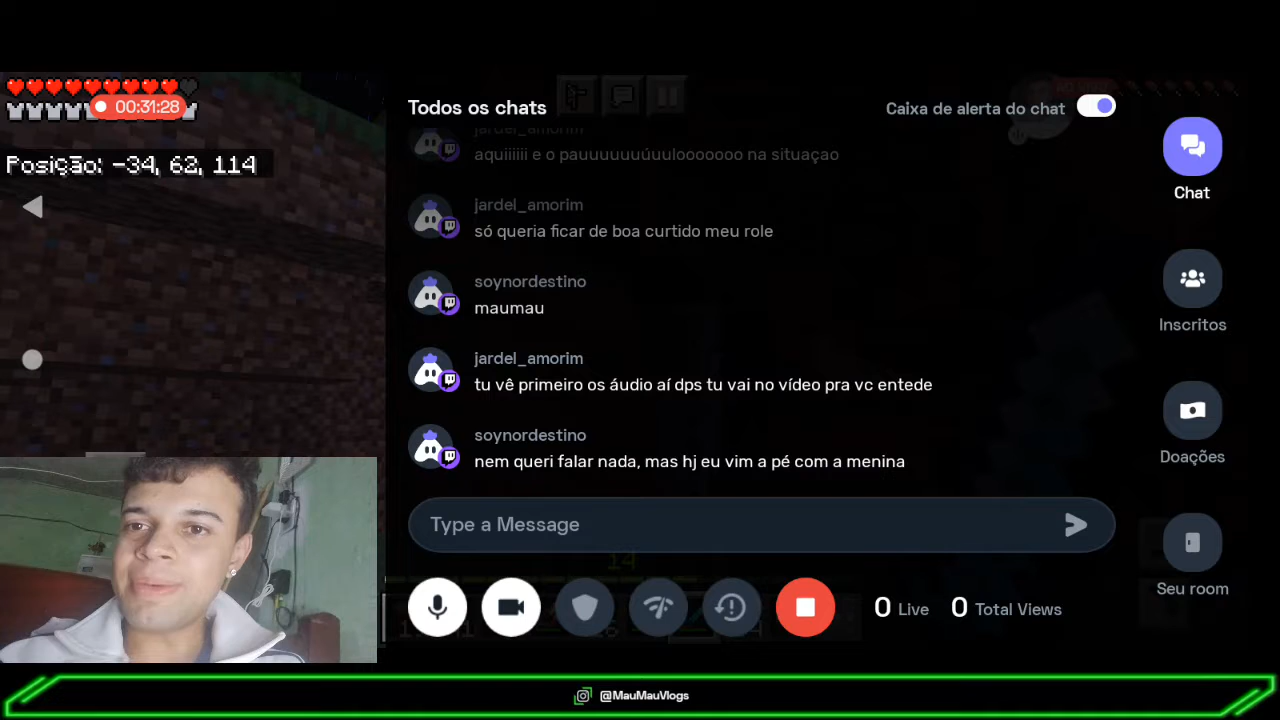 00:31:28
Posição: -34, 62, 114
Todos os chats
Caixa de alerta do chat
jardel_amorim
aquiiiiii e o pauuuuuuúuulooooooo na situaçao
jardel_amorim
só queria ficar de boa curtido meu role
soynordestino
maumau
jardel_amorim
tu vê primeiro os áudio aí dps tu vai no vídeo pra vc entede
soynordestino
nem queri falar nada, mas hj eu vim a pé com a menina
Type a Message
14
0 Live 0 Total Views
Chat
Inscritos
Doações
Seu room
@MauMauVlogs